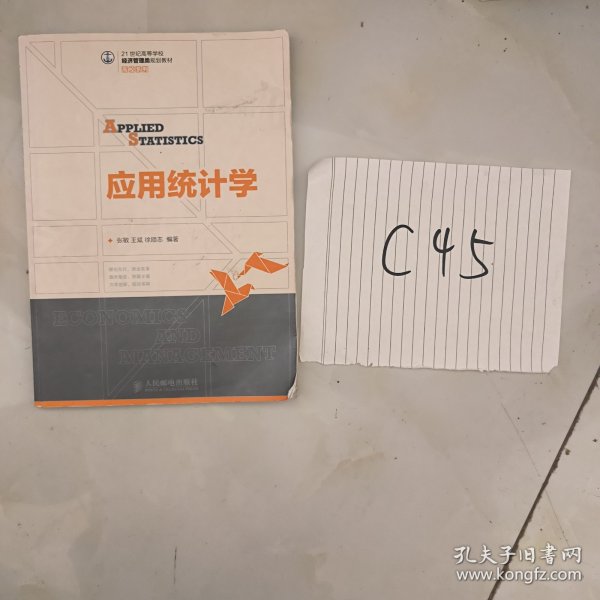 21世纪高等学校
经济管理类规划教材
APPLIED
STATISTICS
应用统计学
张敏 王斌 徐顺志 编著
ECONOMICS
AND
MANAGEMENT
人民邮电出版社
C45
孔夫子旧书网
www.kongfz.com